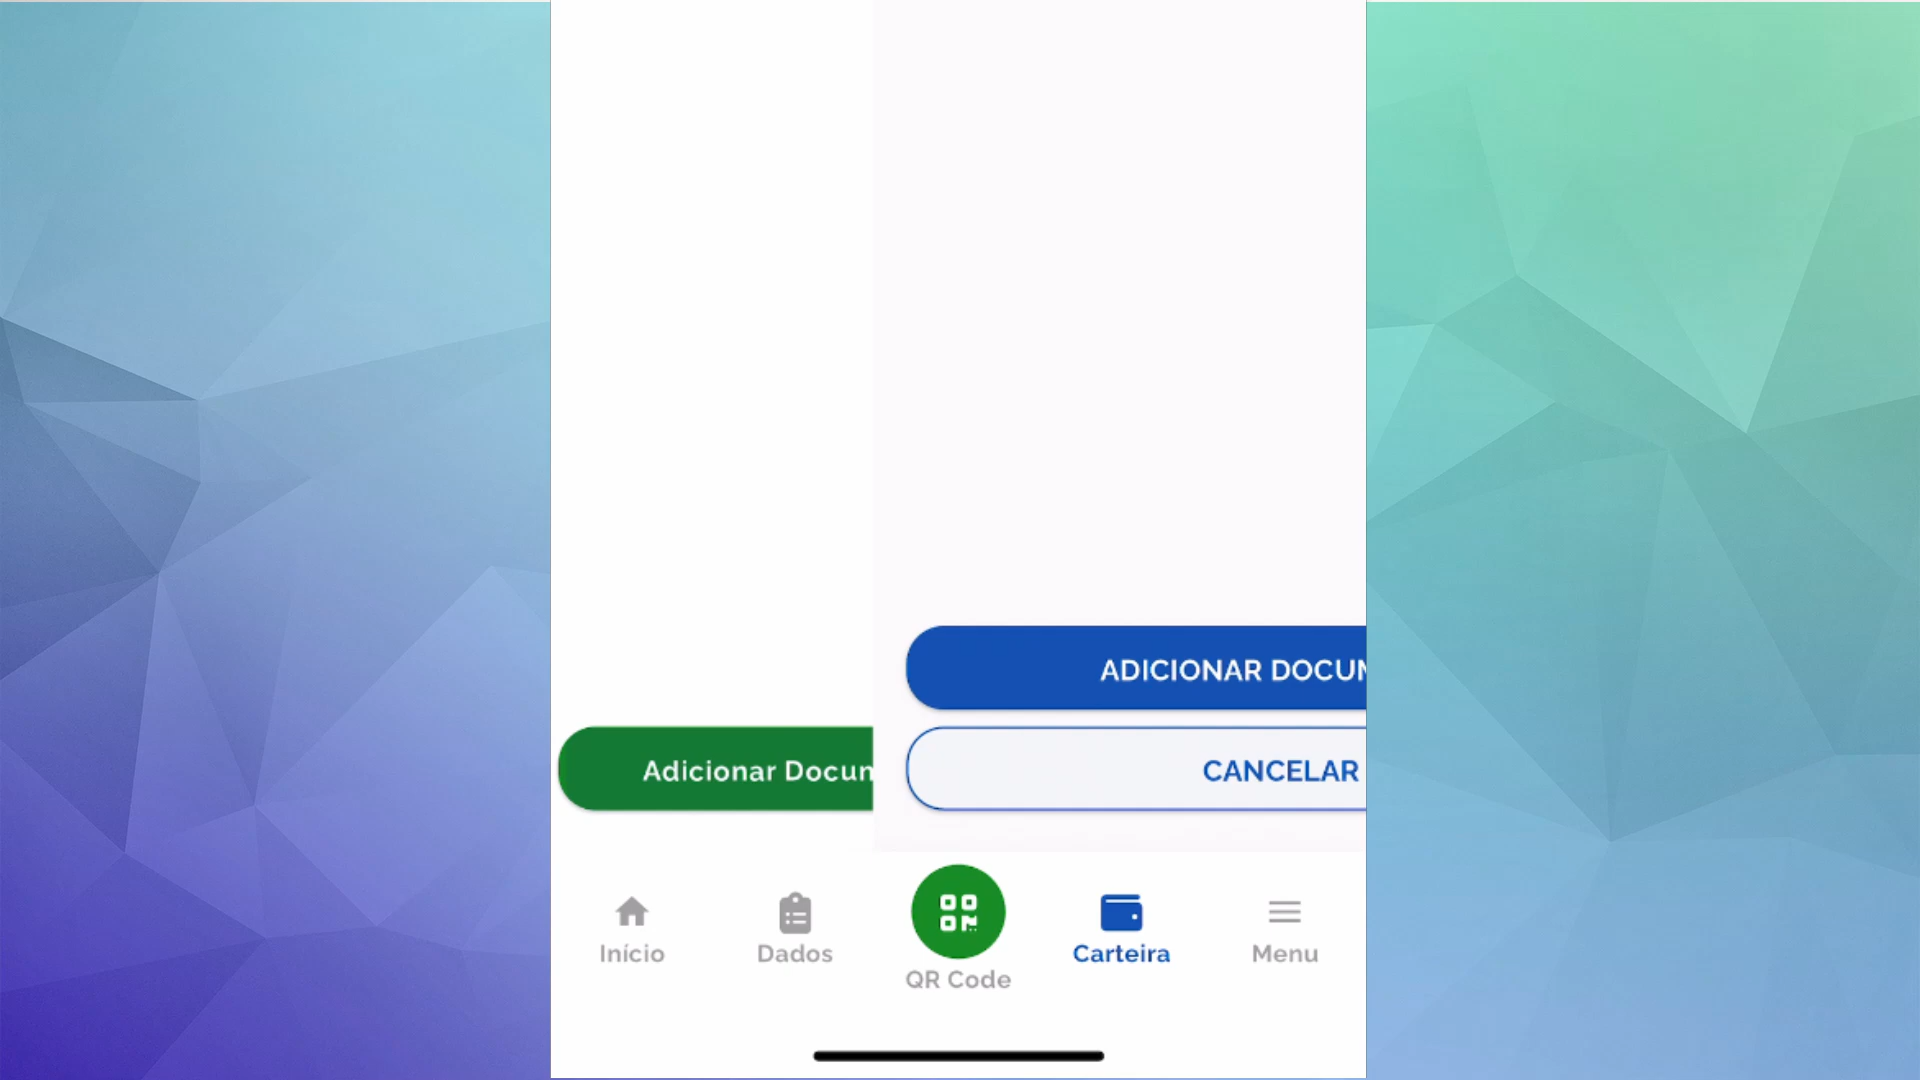 ADICIONAR DOCUM
Adicionar Docum
CANCELAR
Início
Dados
QR Code
Carteira
Menu